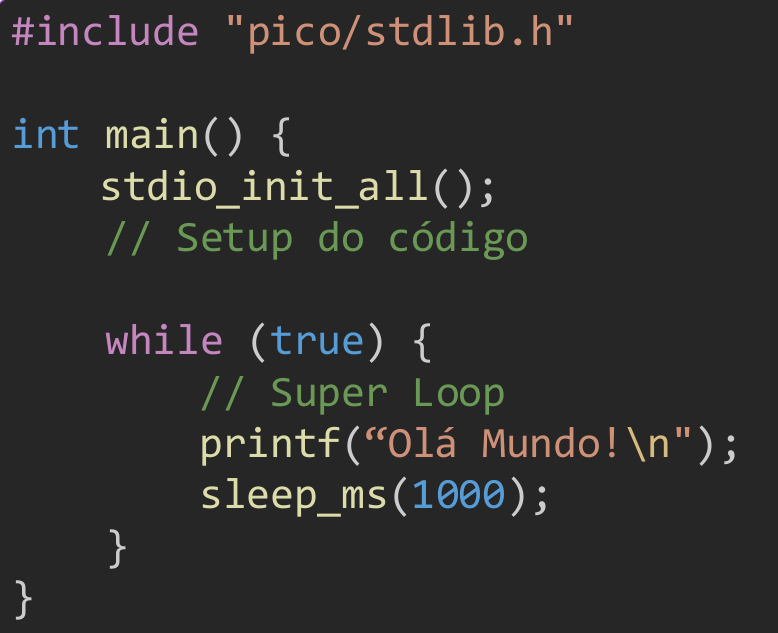 #include "pico/stdlib.h"
int main() {
stdio_init_all();
// Setup do código
while (true) {
// Super Loop
printf(“Olá Mundo!\n");
sleep_ms(1000);
}
}